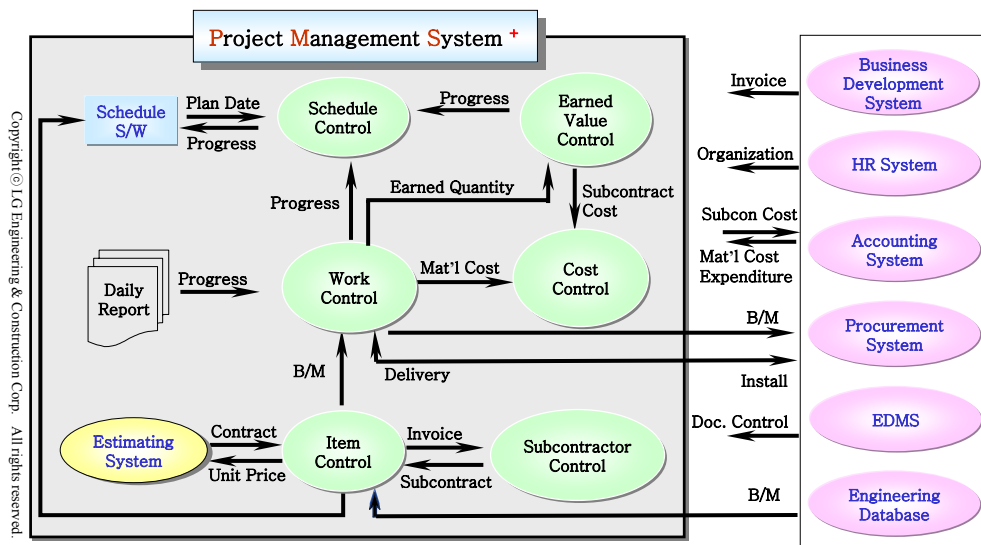 Project Management System +
Schedule
S/W
Plan Date
Progress
Schedule
Control
Progress
Earned
Value
Control
Progress
Earned Quantity
Subcontract
Cost
Daily
Report
Progress
Work
Control
Mat'l Cost
Cost
Control
B/M
Delivery
Estimating
System
Contract
Unit Price
Item
Control
Invoice
Subcontract
Subcontractor
Control
Invoice
Organization
Subcon Cost
Mat'l Cost
Expenditure
B/M
Install
Doc. Control
B/M
Business
Development
System
HR System
Accounting
System
Procurement
System
EDMS
Engineering
Database
Copyrightⓒ LG Engineering & Construction Corp. All rights reserved.